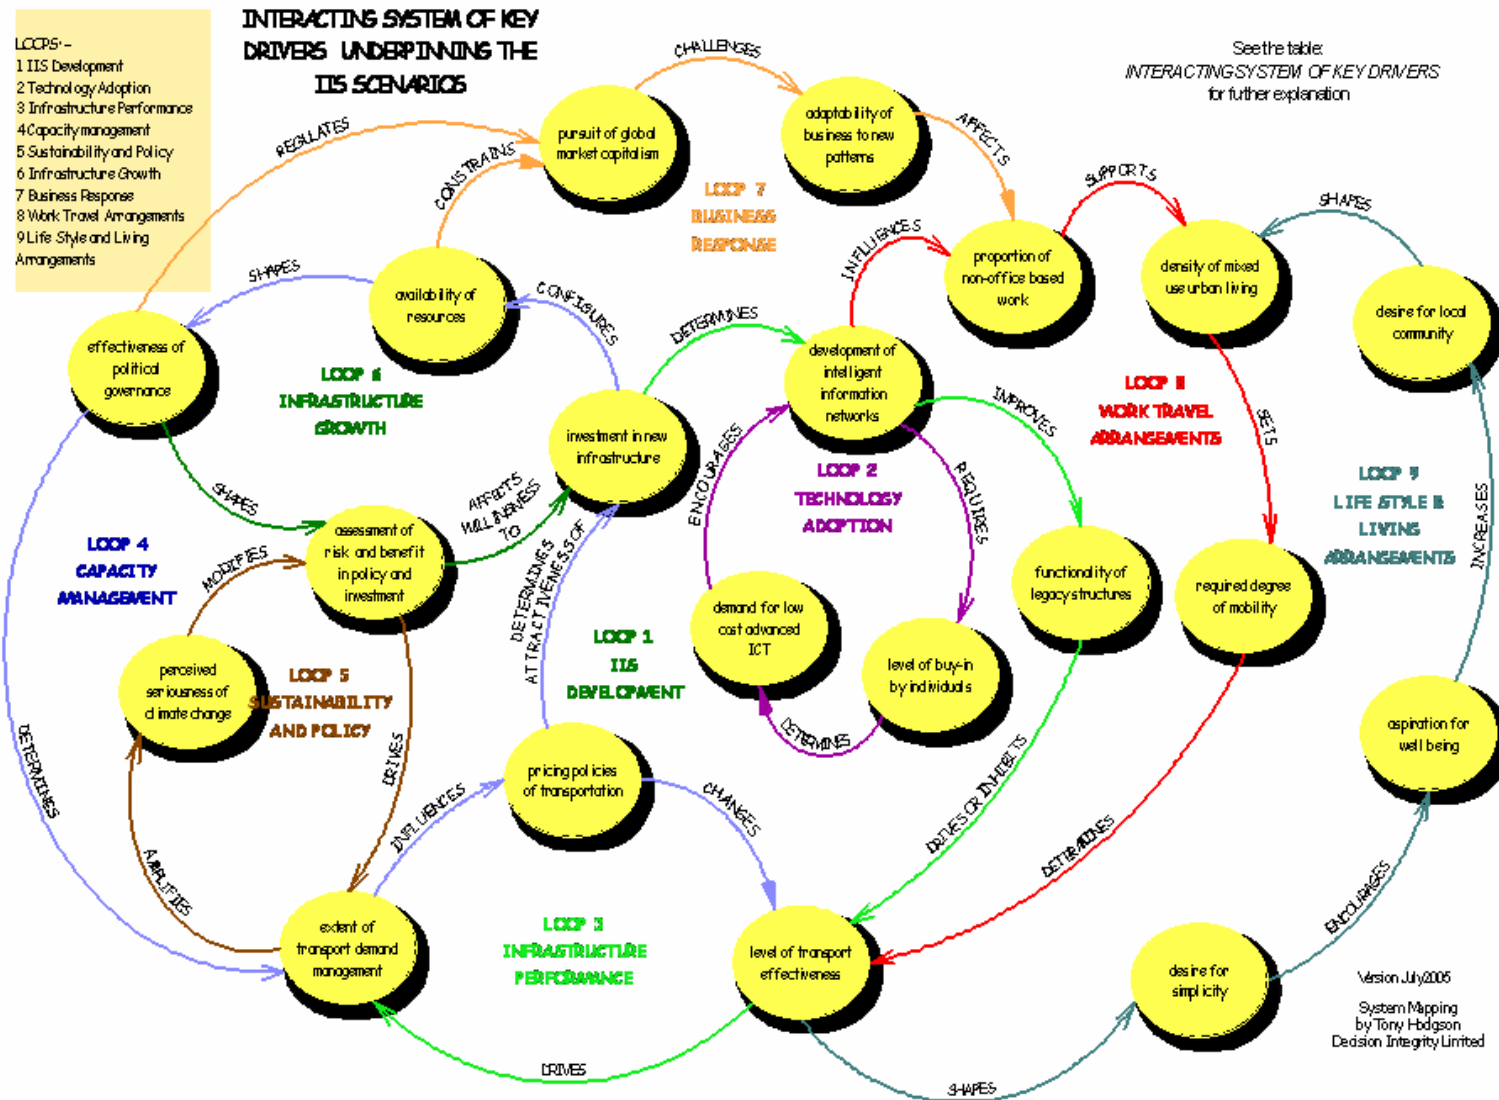 INTERACTING SYSTEM OF KEY
DRIVERS UNDERPINNING THE
IIS SCENARIOS
LOOPS:-
1 IIS Development
2 Technology Adoption
3 Infrastructure Performance
4 Capacity management
5 Sustainability and Policy
6 Infrastructure Growth
7 Business Response
8 Work Travel Arrangements
9 Life Style and Living
Arrangements
See the table:
INTERACTING SYSTEM OF KEY DRIVERS
for futher explanation
CHALLENGES
REGULATES
CONSTRAINS
pursuit of global
market capitalism
adaptability of
business to new
patterns
AFFECTS
LOOP 7
BUSINESS
RESPONSE
SUPPORTS
SHAPES
INFLUENCES
proportion of
non-office based
work
density of mixed
use urban living
desire for local
community
SHAPES
availability of
resources
CONFIGURES
DETERMINES
effectiveness of
political
governance
LOOP 6
INFRASTRUCTURE
GROWTH
development of
intelligent
information
networks
IMPROVES
LOOP 8
WORK TRAVEL
ARRANGEMENTS
SETS
investment in new
infrastructure
ENCOURAGES
LOOP 2
TECHNOLOGY
ADOPTION
REQUIRES
LOOP 9
LIFE STYLE &
LIVING
ARRANGEMENTS
INCREASES
SHAPES
AFFECTS
WILLINGNESS
TO
assessment of
risk and benefit
in policy and
investment
LOOP 4
CAPACITY
MANAGEMENT
MODIFIES
DETERMINES
ATTRACTIVENESS OF
LOOP 1
IIS
DEVELOPMENT
demand for low
cost advanced
ICT
functionality of
legacy structures
required degree
of mobility
perceived
seriousness of
climate change
LOOP 5
SUSTAINABILITY
AND POLICY
level of buy-in
by individuals
DETERMINES
aspiration for
well being
DETERMINES
DRIVES
pricing policies
of transportation
INFLUENCES
CHANGES
DRIVES OR INHIBITS
DETERMINES
AMPLIFIES
ENCOURAGES
extent of
transport demand
management
LOOP 3
INFRASTRUCTURE
PERFORMANCE
level of transport
effectiveness
desire for
simplicity
DRIVES
SHAPES
Version July2005
System Mapping
by Tony Hodgson
Decision Integrity Limited